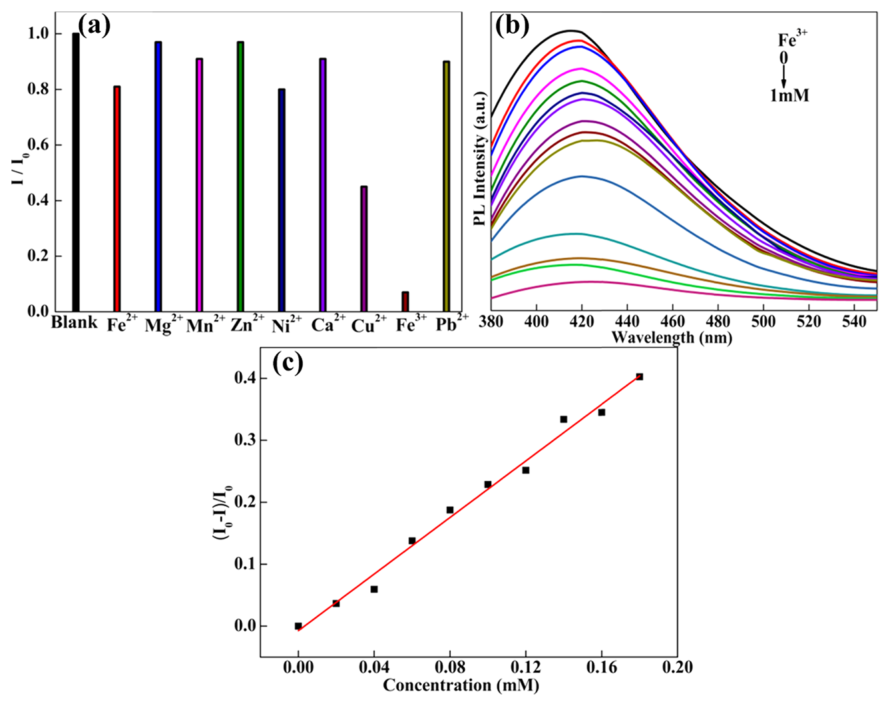 (a)
I / I₀
1.0
0.8
0.6
0.4
0.2
0.0
Blank Fe²⁺ Mg²⁺ Mn²⁺ Zn²⁺ Ni²⁺ Ca²⁺ Cu²⁺ Fe³⁺ Pb²⁺
(b)
PL Intensity (a.u.)
Fe³⁺
0
1mM
380 400 420 440 460 480 500 520 540
Wavelength (nm)
(c)
(I₀-I)/I₀
0.4
0.3
0.2
0.1
0.0
0.00 0.04 0.08 0.12 0.16 0.20
Concentration (mM)